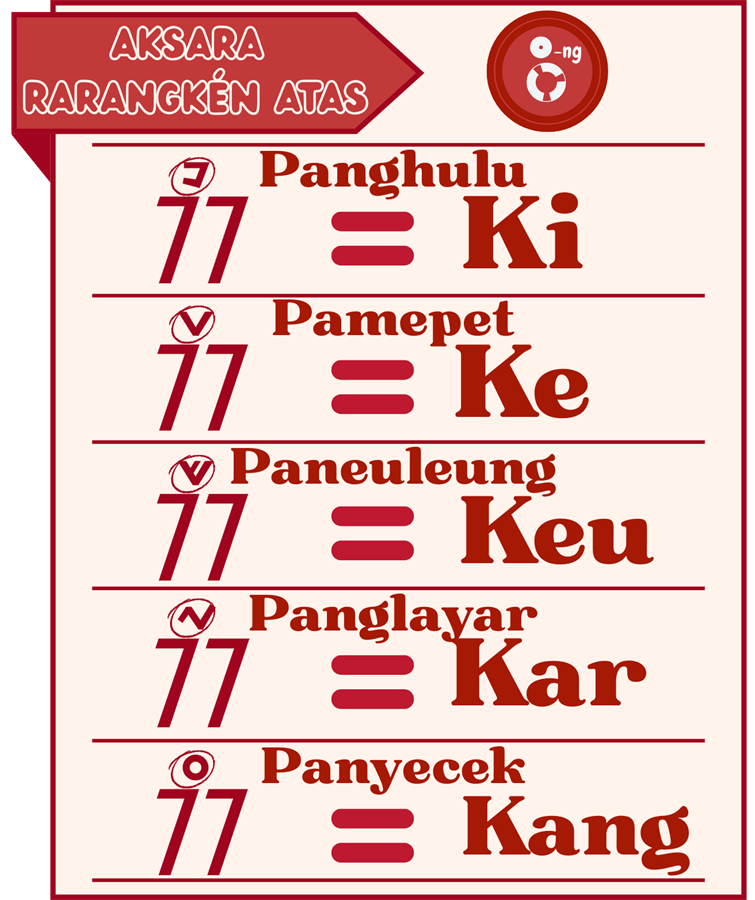 AKSARA
RARANGKÉN ATAS
-ng
Panghulu
ᮊᮤ = Ki
Pamepet
ᮊᮨ = Ke
Paneuleung
ᮊᮩ = Keu
Panglayar
ᮊᮁ = Kar
Panyecek
ᮊᮀ = Kang